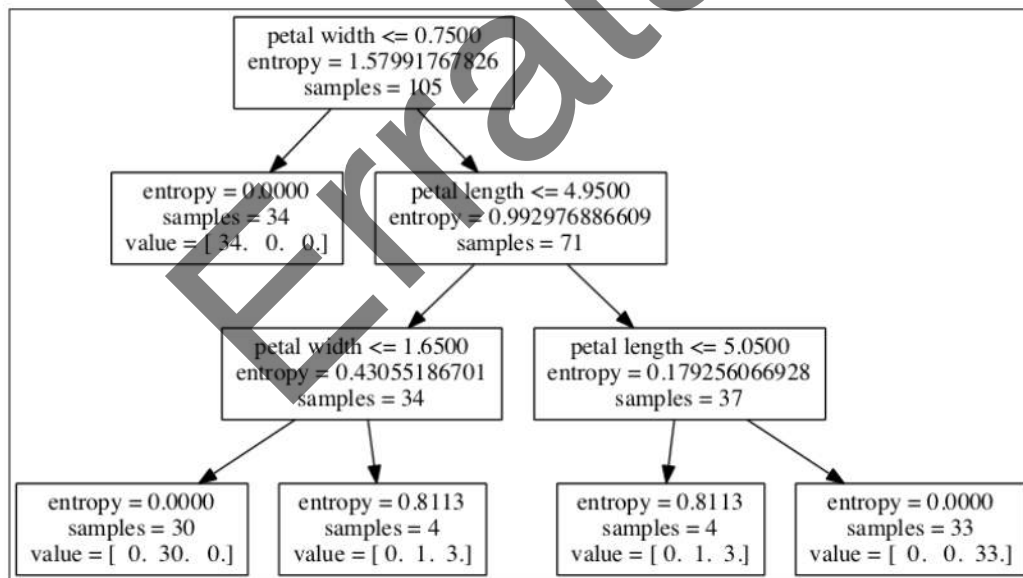 petal width <= 0.7500
entropy = 1.57991767826
samples = 105
entropy = 0.0000
samples = 34
value = [ 34. 0. 0.]
petal length <= 4.9500
entropy = 0.992976886609
samples = 71
petal width <= 1.6500
entropy = 0.43055186701
samples = 34
petal length <= 5.0500
entropy = 0.179256066928
samples = 37
entropy = 0.0000
samples = 30
value = [ 0. 30. 0.]
entropy = 0.8113
samples = 4
value = [ 0. 1. 3.]
entropy = 0.8113
samples = 4
value = [ 0. 1. 3.]
entropy = 0.0000
samples = 33
value = [ 0. 0. 33.]